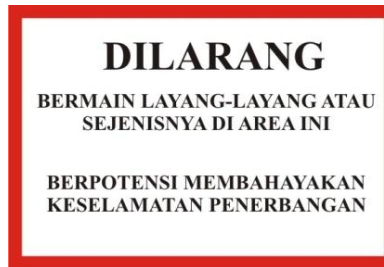 DILARANG
BERMAIN LAYANG-LAYANG ATAU
SEJENISNYA DI AREA INI
BERPOTENSI MEMBAHAYAKAN
KESELAMATAN PENERBANGAN